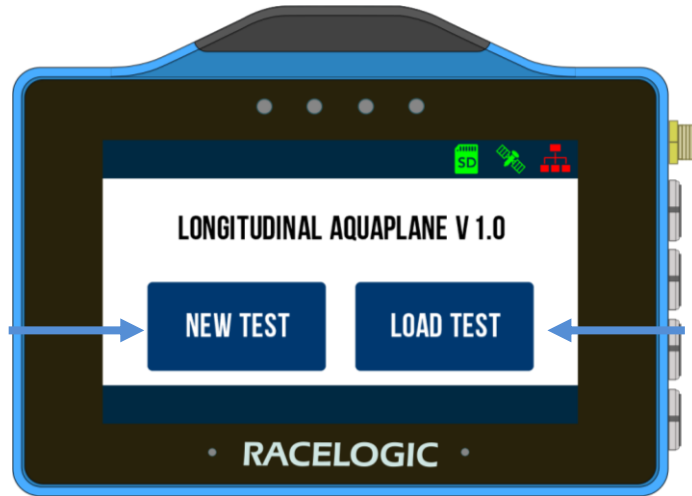 SD
LONGITUDINAL AQUAPLANE V 1.0
NEW TEST
LOAD TEST
RACELOGIC